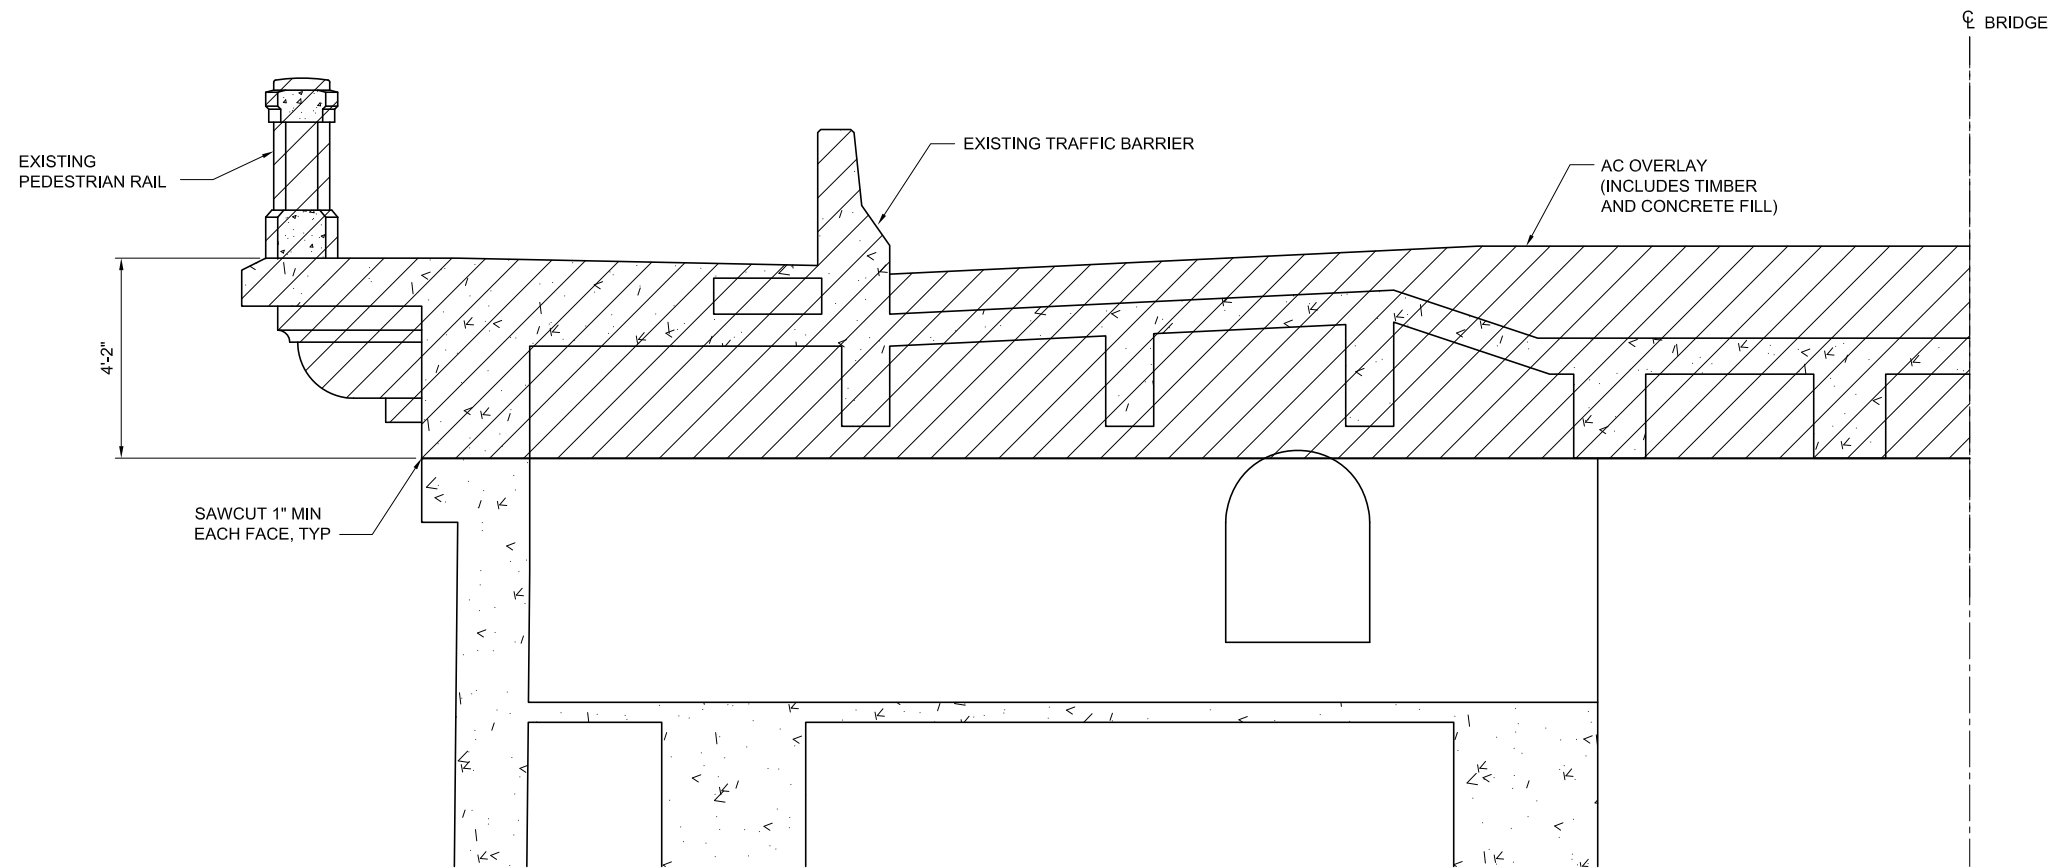 ℄ BRIDGE
EXISTING TRAFFIC BARRIER
EXISTING
PEDESTRIAN RAIL
AC OVERLAY
(INCLUDES TIMBER
AND CONCRETE FILL)
4'-2"
SAWCUT 1" MIN
EACH FACE, TYP